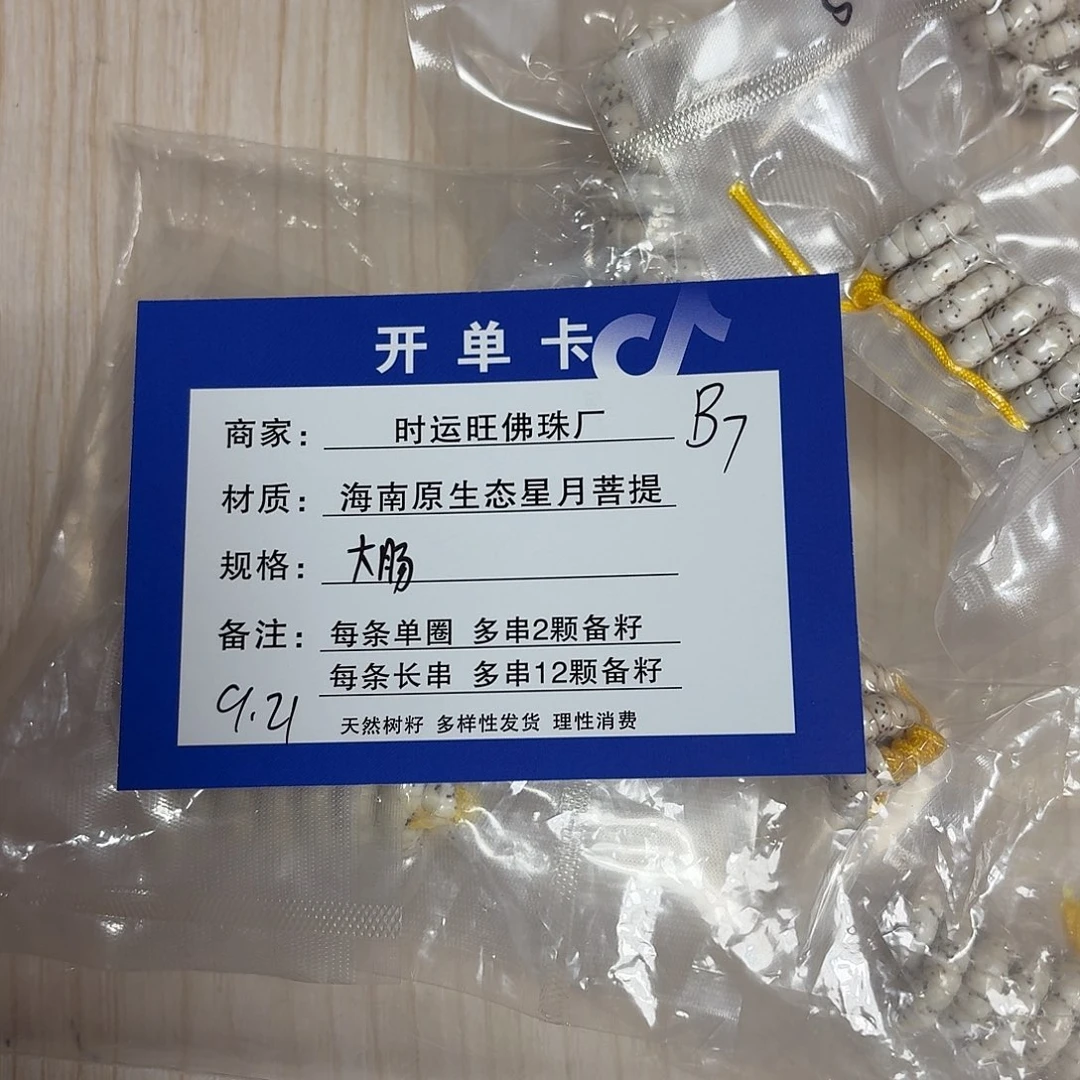 开单卡
商家: 时运旺佛珠厂 B7
材质: 海南原生态星月菩提
规格: 大肠
备注: 每条单圈 多串2颗备籽
每条长串 多串12颗备籽
9.21
天然树籽 多样性发货 理性消费